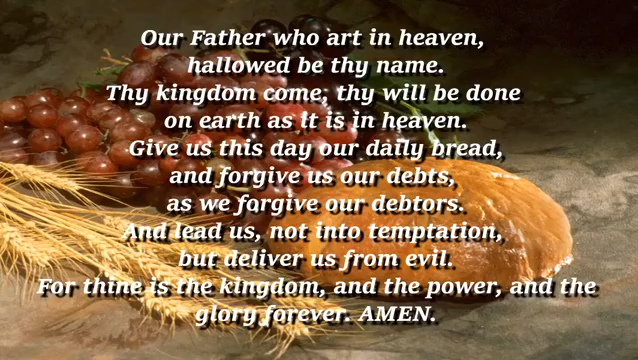 Our Father who art in heaven,
hallowed be thy name.
Thy kingdom come; thy will be done
on earth as it is in heaven.
Give us this day our daily bread,
and forgive us our debts,
as we forgive our debtors.
And lead us, not into temptation,
but deliver us from evil.
For thine is the kingdom, and the power, and the
glory forever. AMEN.